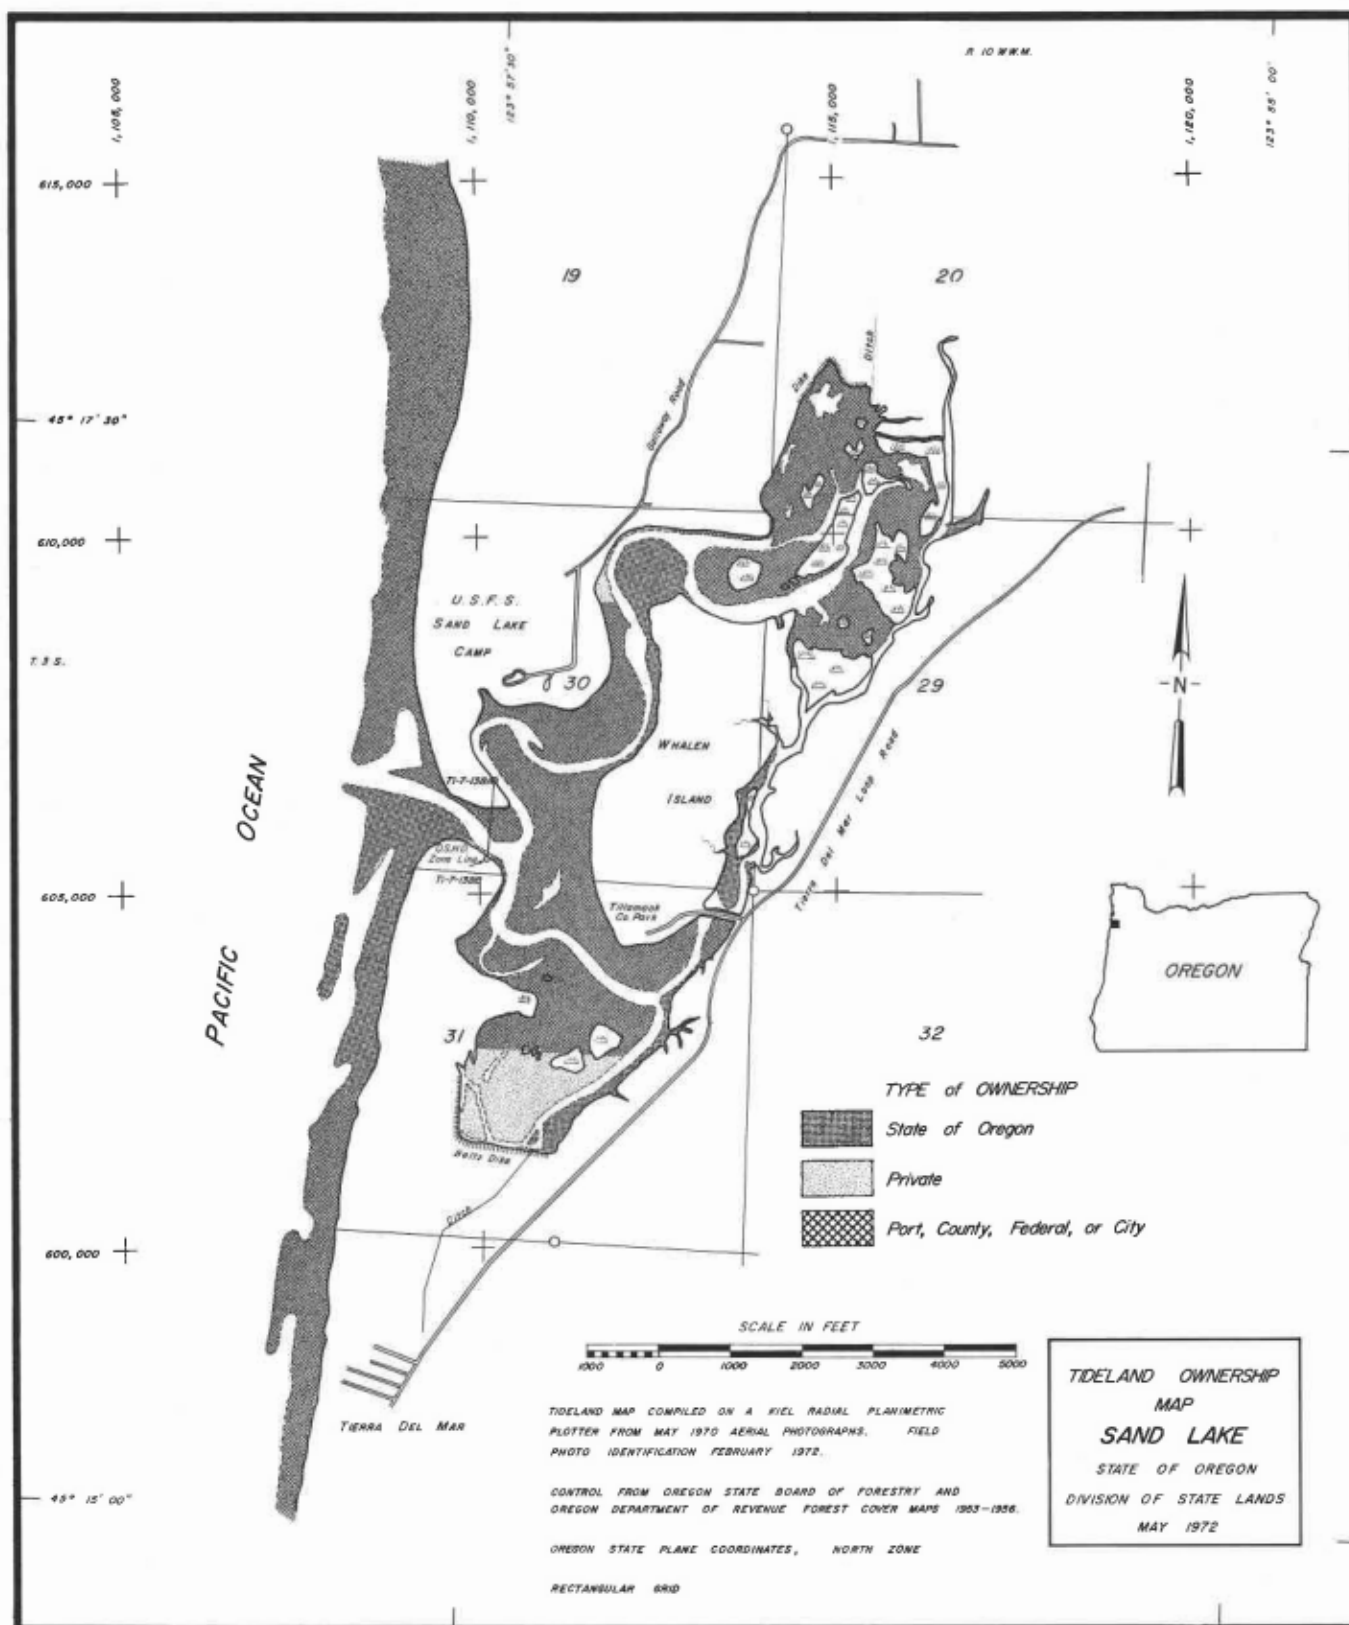 R 10 W W.M.
1,105,000
1,110,000
123° 57' 30"
1,115,000
1,120,000
123° 55' 00"
615,000
19
20
Ditch
Dike
Galloway Road
45° 17' 30"
610,000
U.S.F.S.
SAND LAKE
CAMP
T. 3 S.
30
29
-N-
WHALEN
ISLAND
PACIFIC OCEAN
O.S.H.D.
Zone Line
Tierra Del Mar Loop Road
605,000
Tillamook
Co. Park
OREGON
31
32
TYPE of OWNERSHIP
State of Oregon
Private
Port, County, Federal, or City
Belts Dike
Ditch
600,000
SCALE IN FEET
1000 0 1000 2000 3000 4000 5000
TIERRA DEL MAR
TIDELAND MAP COMPILED ON A KIEL RADIAL PLANIMETRIC
PLOTTER FROM MAY 1970 AERIAL PHOTOGRAPHS. FIELD
PHOTO IDENTIFICATION FEBRUARY 1972.
CONTROL FROM OREGON STATE BOARD OF FORESTRY AND
OREGON DEPARTMENT OF REVENUE FOREST COVER MAPS 1953-1956.
OREGON STATE PLANE COORDINATES, NORTH ZONE
RECTANGULAR GRID
45° 15' 00"
TIDELAND OWNERSHIP
MAP
SAND LAKE
STATE OF OREGON
DIVISION OF STATE LANDS
MAY 1972